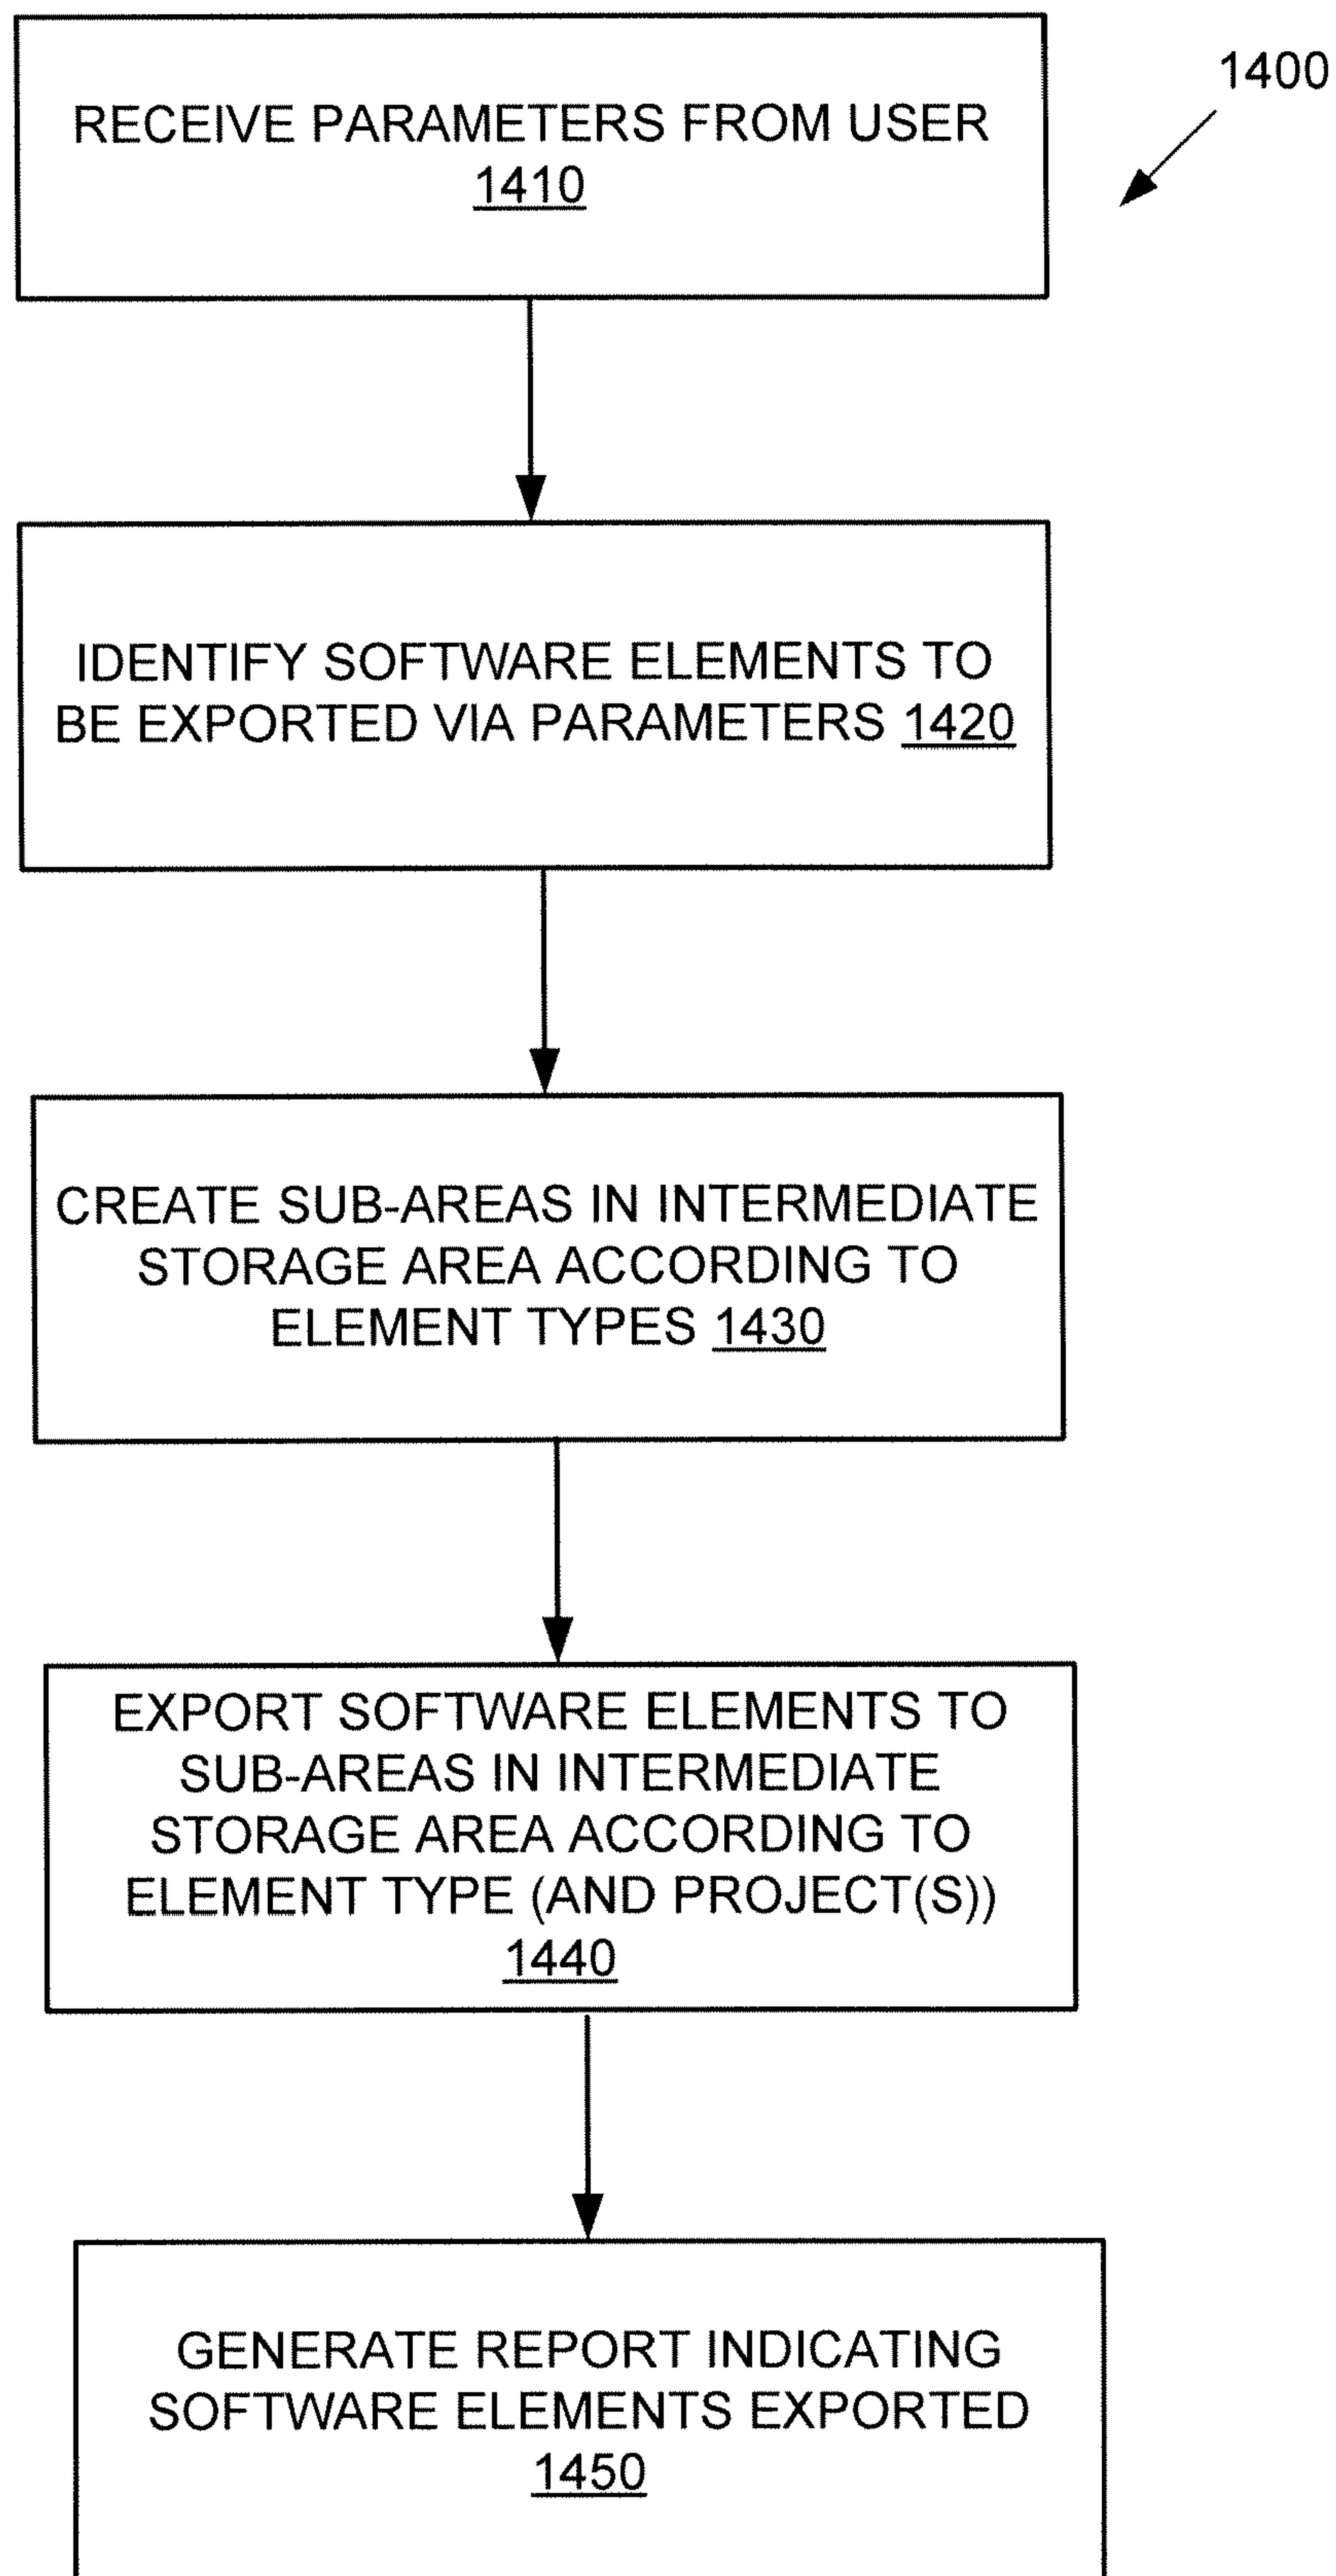 1400
RECEIVE PARAMETERS FROM USER
1410
IDENTIFY SOFTWARE ELEMENTS TO
BE EXPORTED VIA PARAMETERS 1420
CREATE SUB-AREAS IN INTERMEDIATE
STORAGE AREA ACCORDING TO
ELEMENT TYPES 1430
EXPORT SOFTWARE ELEMENTS TO
SUB-AREAS IN INTERMEDIATE
STORAGE AREA ACCORDING TO
ELEMENT TYPE (AND PROJECT(S))
1440
GENERATE REPORT INDICATING
SOFTWARE ELEMENTS EXPORTED
1450